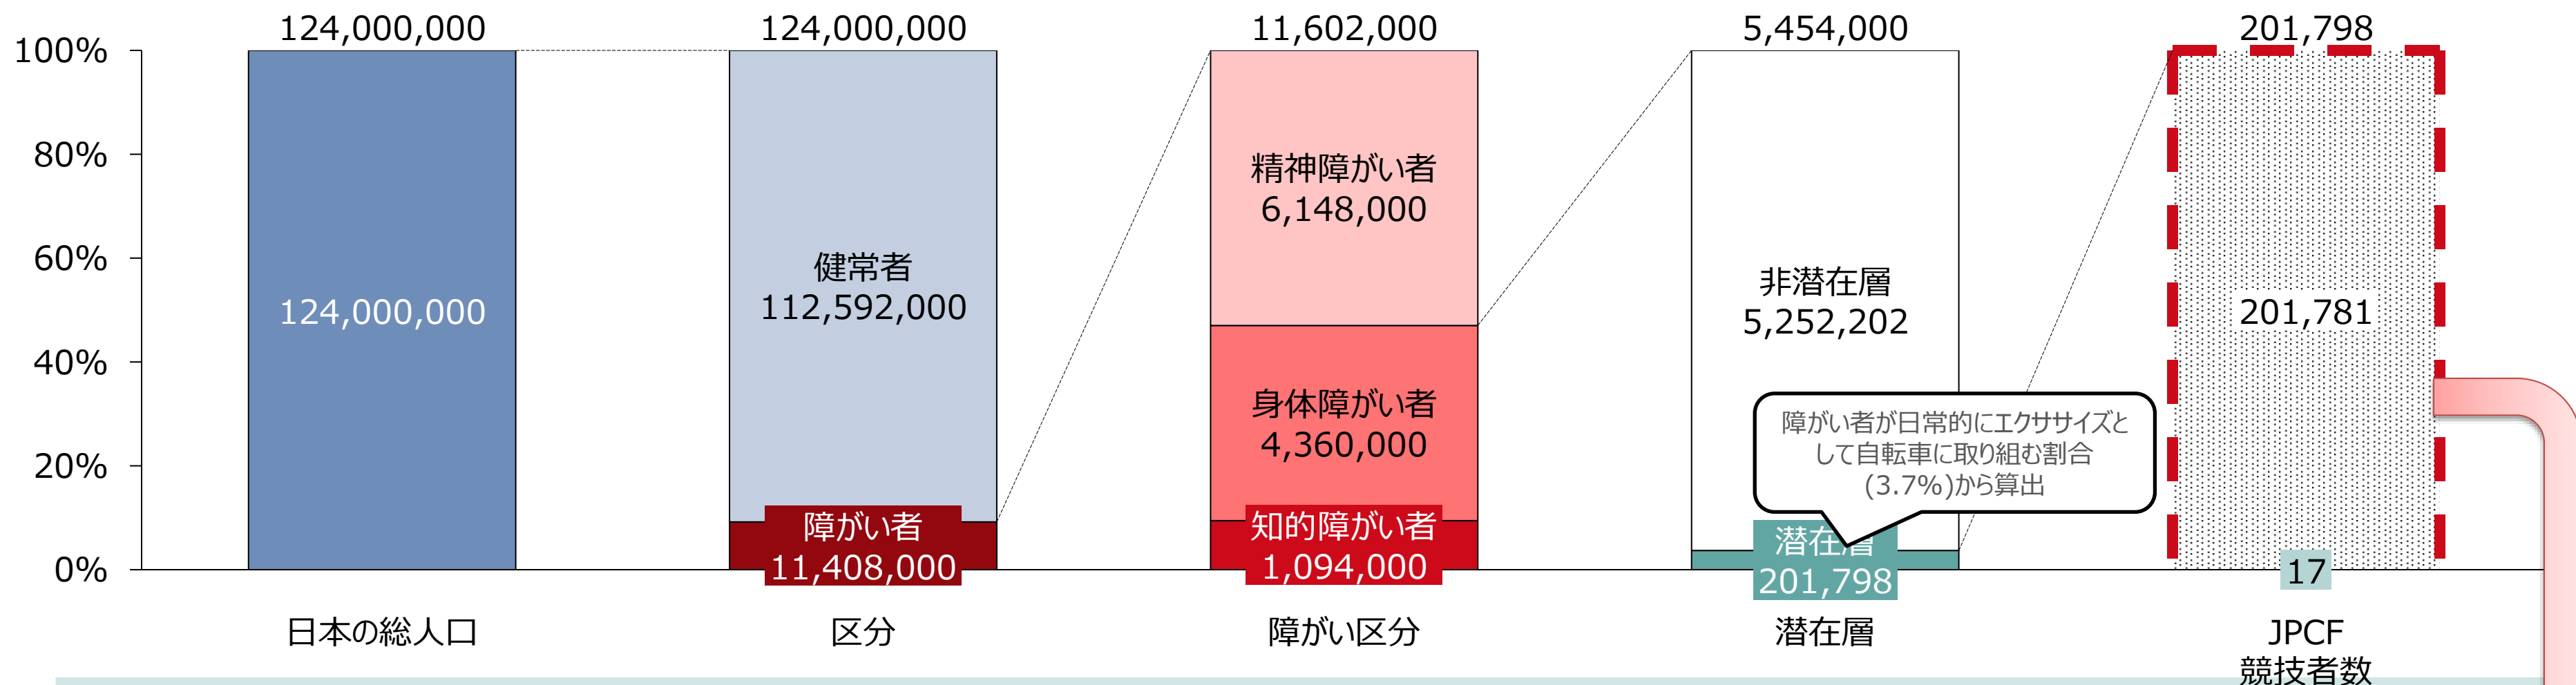 124,000,000
124,000,000
11,602,000
5,454,000
201,798
100%
80%
60%
40%
20%
0%
124,000,000
健常者
112,592,000
障がい者
11,408,000
精神障がい者
6,148,000
身体障がい者
4,360,000
知的障がい者
1,094,000
非潜在層
5,252,202
障がい者が日常的にエクササイズと
して自転車に取り組む割合
(3.7%)から算出
潜在層
201,798
201,781
17
日本の総人口
区分
障がい区分
潜在層
JPCF
競技者数